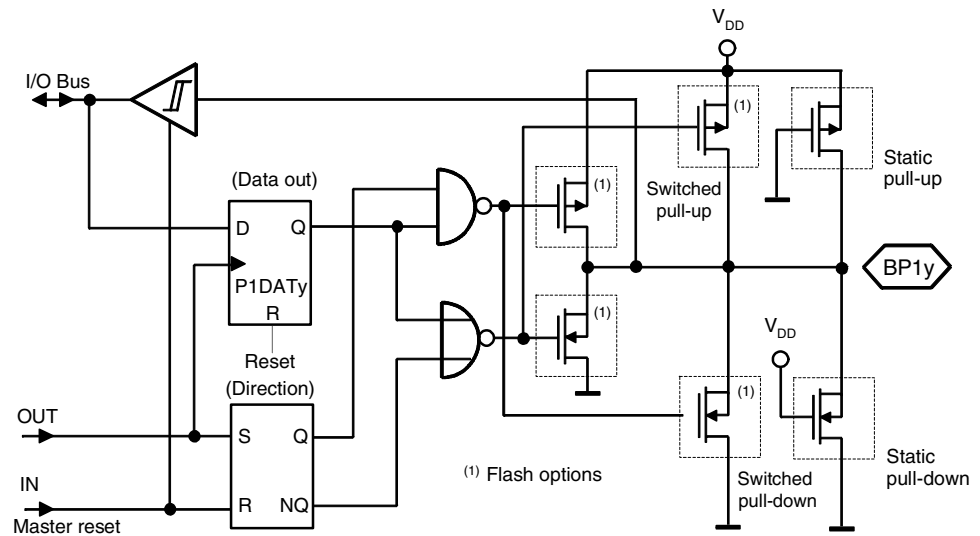 V_DD
I/O Bus
(1)
Static
pull-up
(Data out)
(1)
Switched
pull-up
D
Q
P1DATy
R
BP1y
(1)
V_DD
Reset
(Direction)
OUT
S
Q
(1)
(1) Flash options
IN
R
NQ
Switched
pull-down
Static
pull-down
Master reset